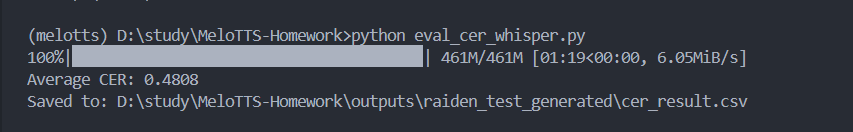 (melotts) D:\study\MeloTTS-Homework>python eval_cer_whisper.py
100%|                                        | 461M/461M [01:19<00:00, 6.05MiB/s]
Average CER: 0.4808
Saved to: D:\study\MeloTTS-Homework\outputs\raiden_test_generated\cer_result.csv